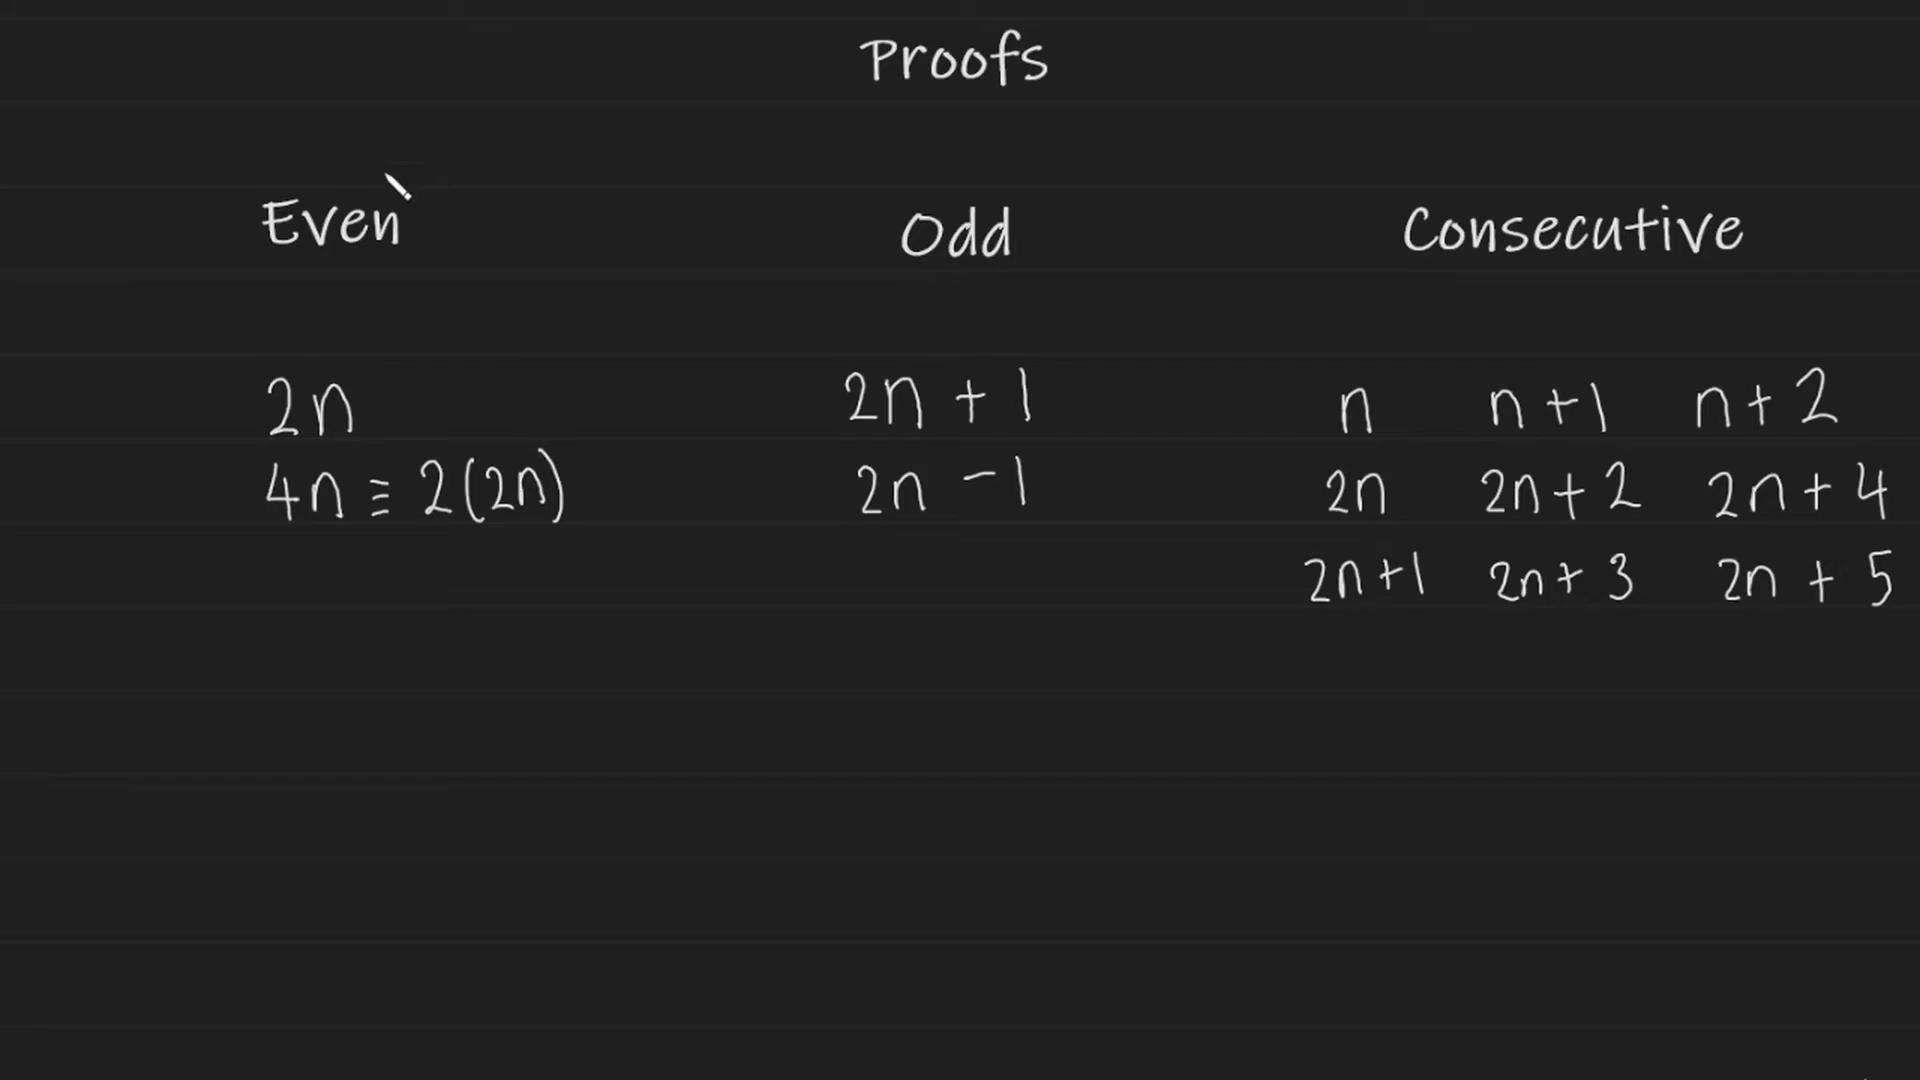 Proofs
Even Odd Consecutive
2n 2n + 1 n n+1 n+2
4n ≡ 2(2n) 2n - 1 2n 2n+2 2n+4
2n+1 2n+3 2n + 5